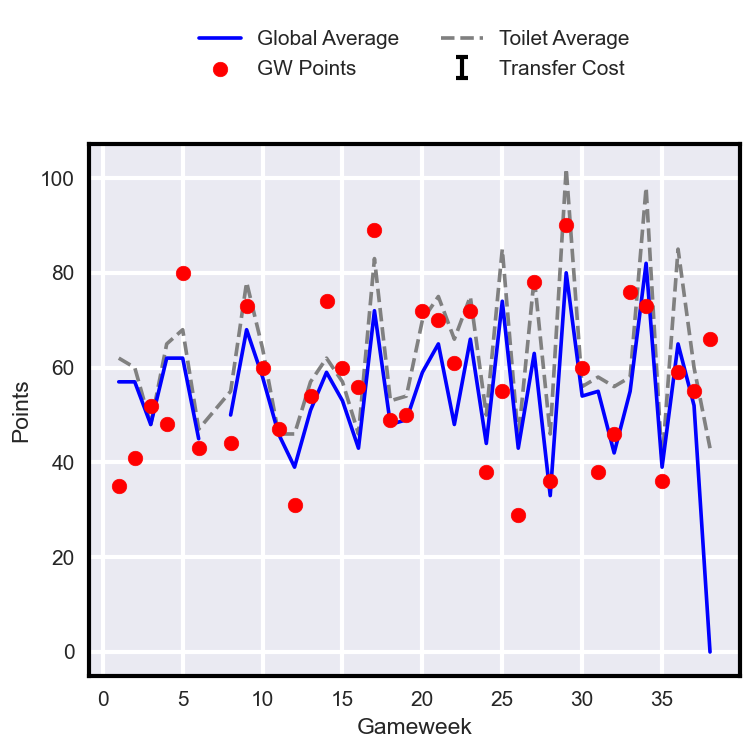 Global Average
Toilet Average
GW Points
Transfer Cost
100
80
60
40
20
0
Points
0 5 10 15 20 25 30 35
Gameweek